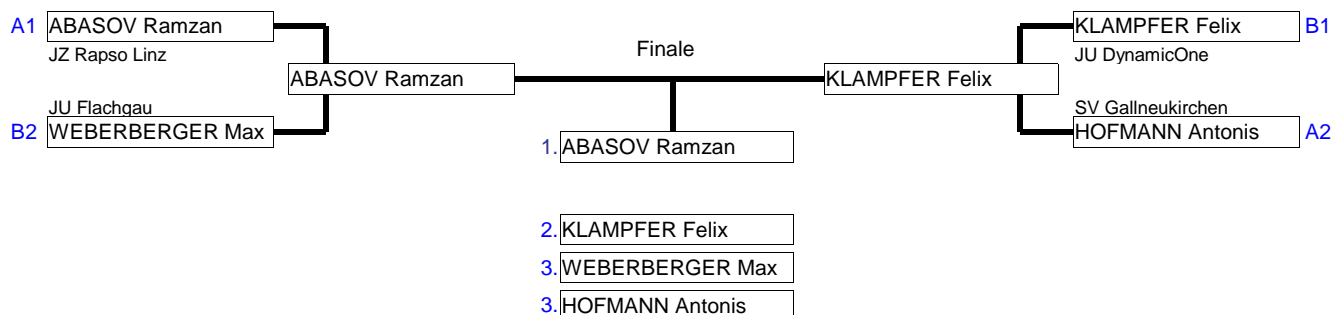 A1 ABASOV Ramzan
JZ Rapso Linz
ABASOV Ramzan
JU Flachgau
B2 WEBERBERGER Max
Finale
KLAMPFER Felix B1
JU DynamicOne
KLAMPFER Felix
SV Gallneukirchen
HOFMANN Antonis A2
1. ABASOV Ramzan
2. KLAMPFER Felix
3. WEBERBERGER Max
3. HOFMANN Antonis